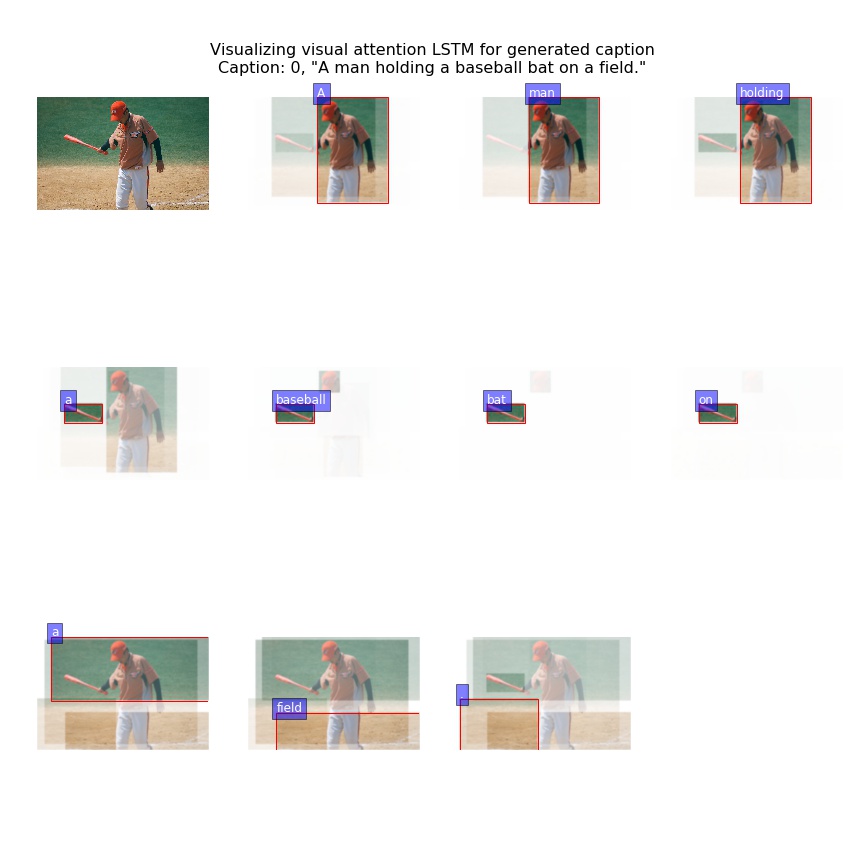 Visualizing visual attention LSTM for generated caption
Caption: 0, "A man holding a baseball bat on a field."
A
man
holding
a
baseball
bat
on
a
field